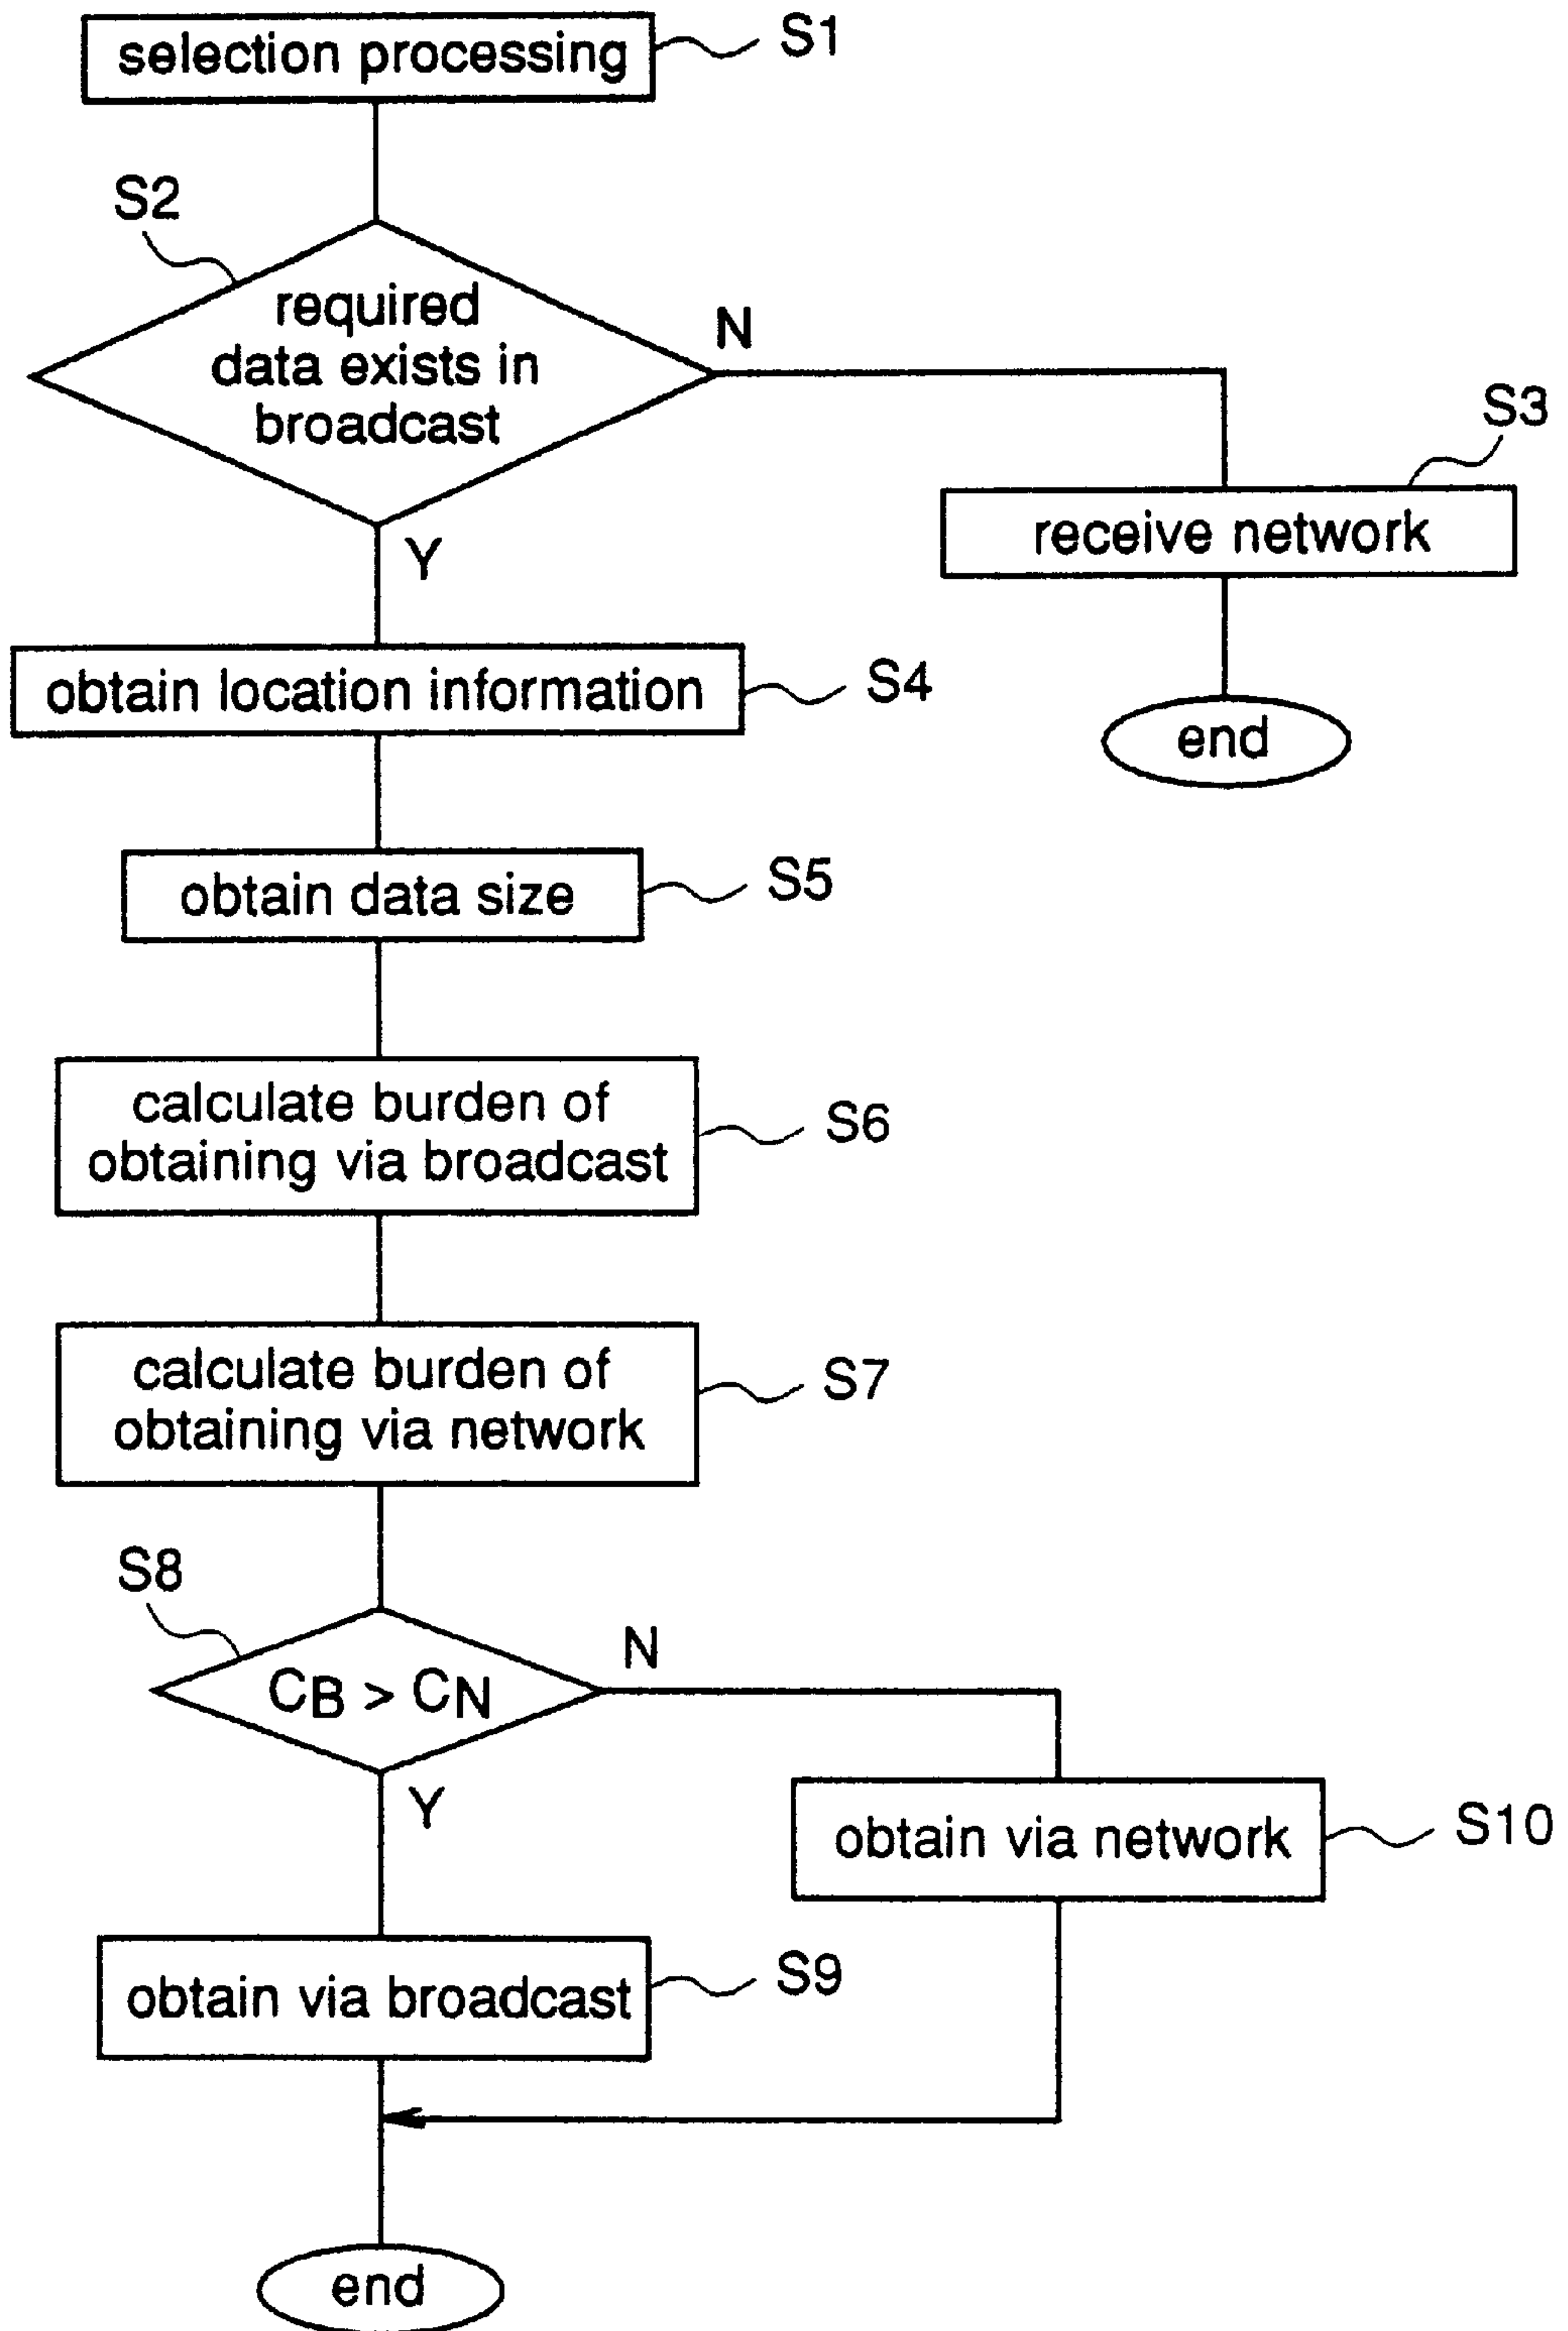 selection processing
S1
S2
required
data exists in
broadcast
N
S3
receive network
Y
end
obtain location information
S4
obtain data size
S5
calculate burden of
obtaining via broadcast
S6
calculate burden of
obtaining via network
S7
S8
CB > CN
N
Y
obtain via network
S10
obtain via broadcast
S9
end